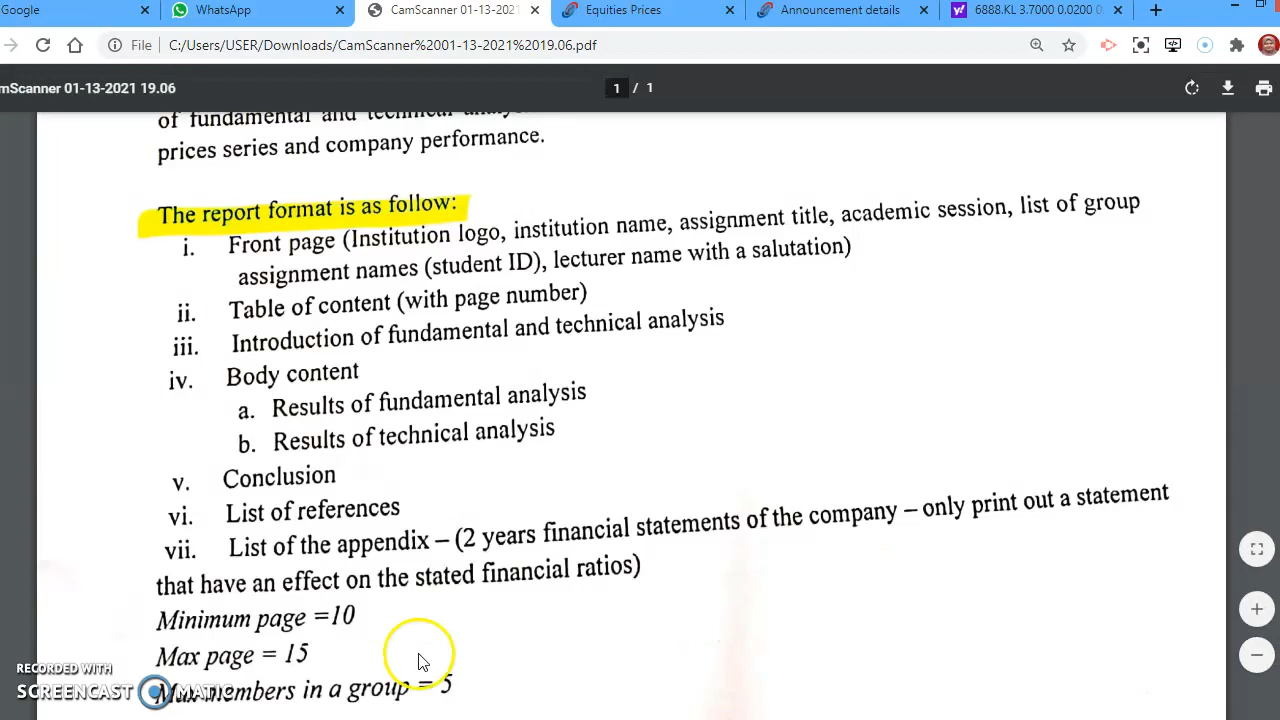 Google
WhatsApp
CamScanner 01-13-2021
Equities Prices
Announcement details
6888.KL 3.7000 0.0200 0.
File C:/Users/USER/Downloads/CamScanner%2001-13-2021%2019.06.pdf
mScanner 01-13-2021 19.06
1 / 1
of fundamental and technical
prices series and company performance.
The report format is as follow:
i. Front page (Institution logo, institution name, assignment title, academic session, list of group
assignment names (student ID), lecturer name with a salutation)
ii. Table of content (with page number)
iii. Introduction of fundamental and technical analysis
iv. Body content
a. Results of fundamental analysis
b. Results of technical analysis
v. Conclusion
vi. List of references
vii. List of the appendix – (2 years financial statements of the company – only print out a statement
that have an effect on the stated financial ratios)
Minimum page =10
Max page = 15
Max members in a group = 5
RECORDED WITH
SCREENCAST MATIC